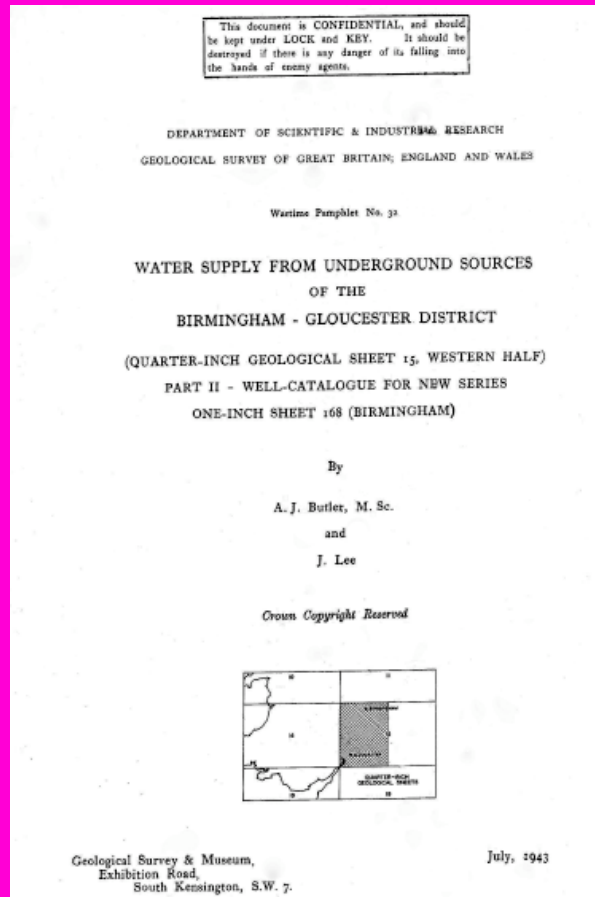 This document is CONFIDENTIAL, and should
be kept under LOCK and KEY. It should be
destroyed if there is any danger of its falling into
the hands of enemy agents.
DEPARTMENT OF SCIENTIFIC & INDUSTRIAL RESEARCH
GEOLOGICAL SURVEY OF GREAT BRITAIN; ENGLAND AND WALES
Wartime Pamphlet No. 32
WATER SUPPLY FROM UNDERGROUND SOURCES
OF THE
BIRMINGHAM - GLOUCESTER DISTRICT
(QUARTER-INCH GEOLOGICAL SHEET 15, WESTERN HALF)
PART II - WELL-CATALOGUE FOR NEW SERIES
ONE-INCH SHEET 168 (BIRMINGHAM)
By
A. J. Butler, M. Sc.
and
J. Lee
Crown Copyright Reserved
QUARTER-INCH
GEOLOGICAL SHEETS
Geological Survey & Museum,
Exhibition Road,
South Kensington, S.W. 7.
July, 1943